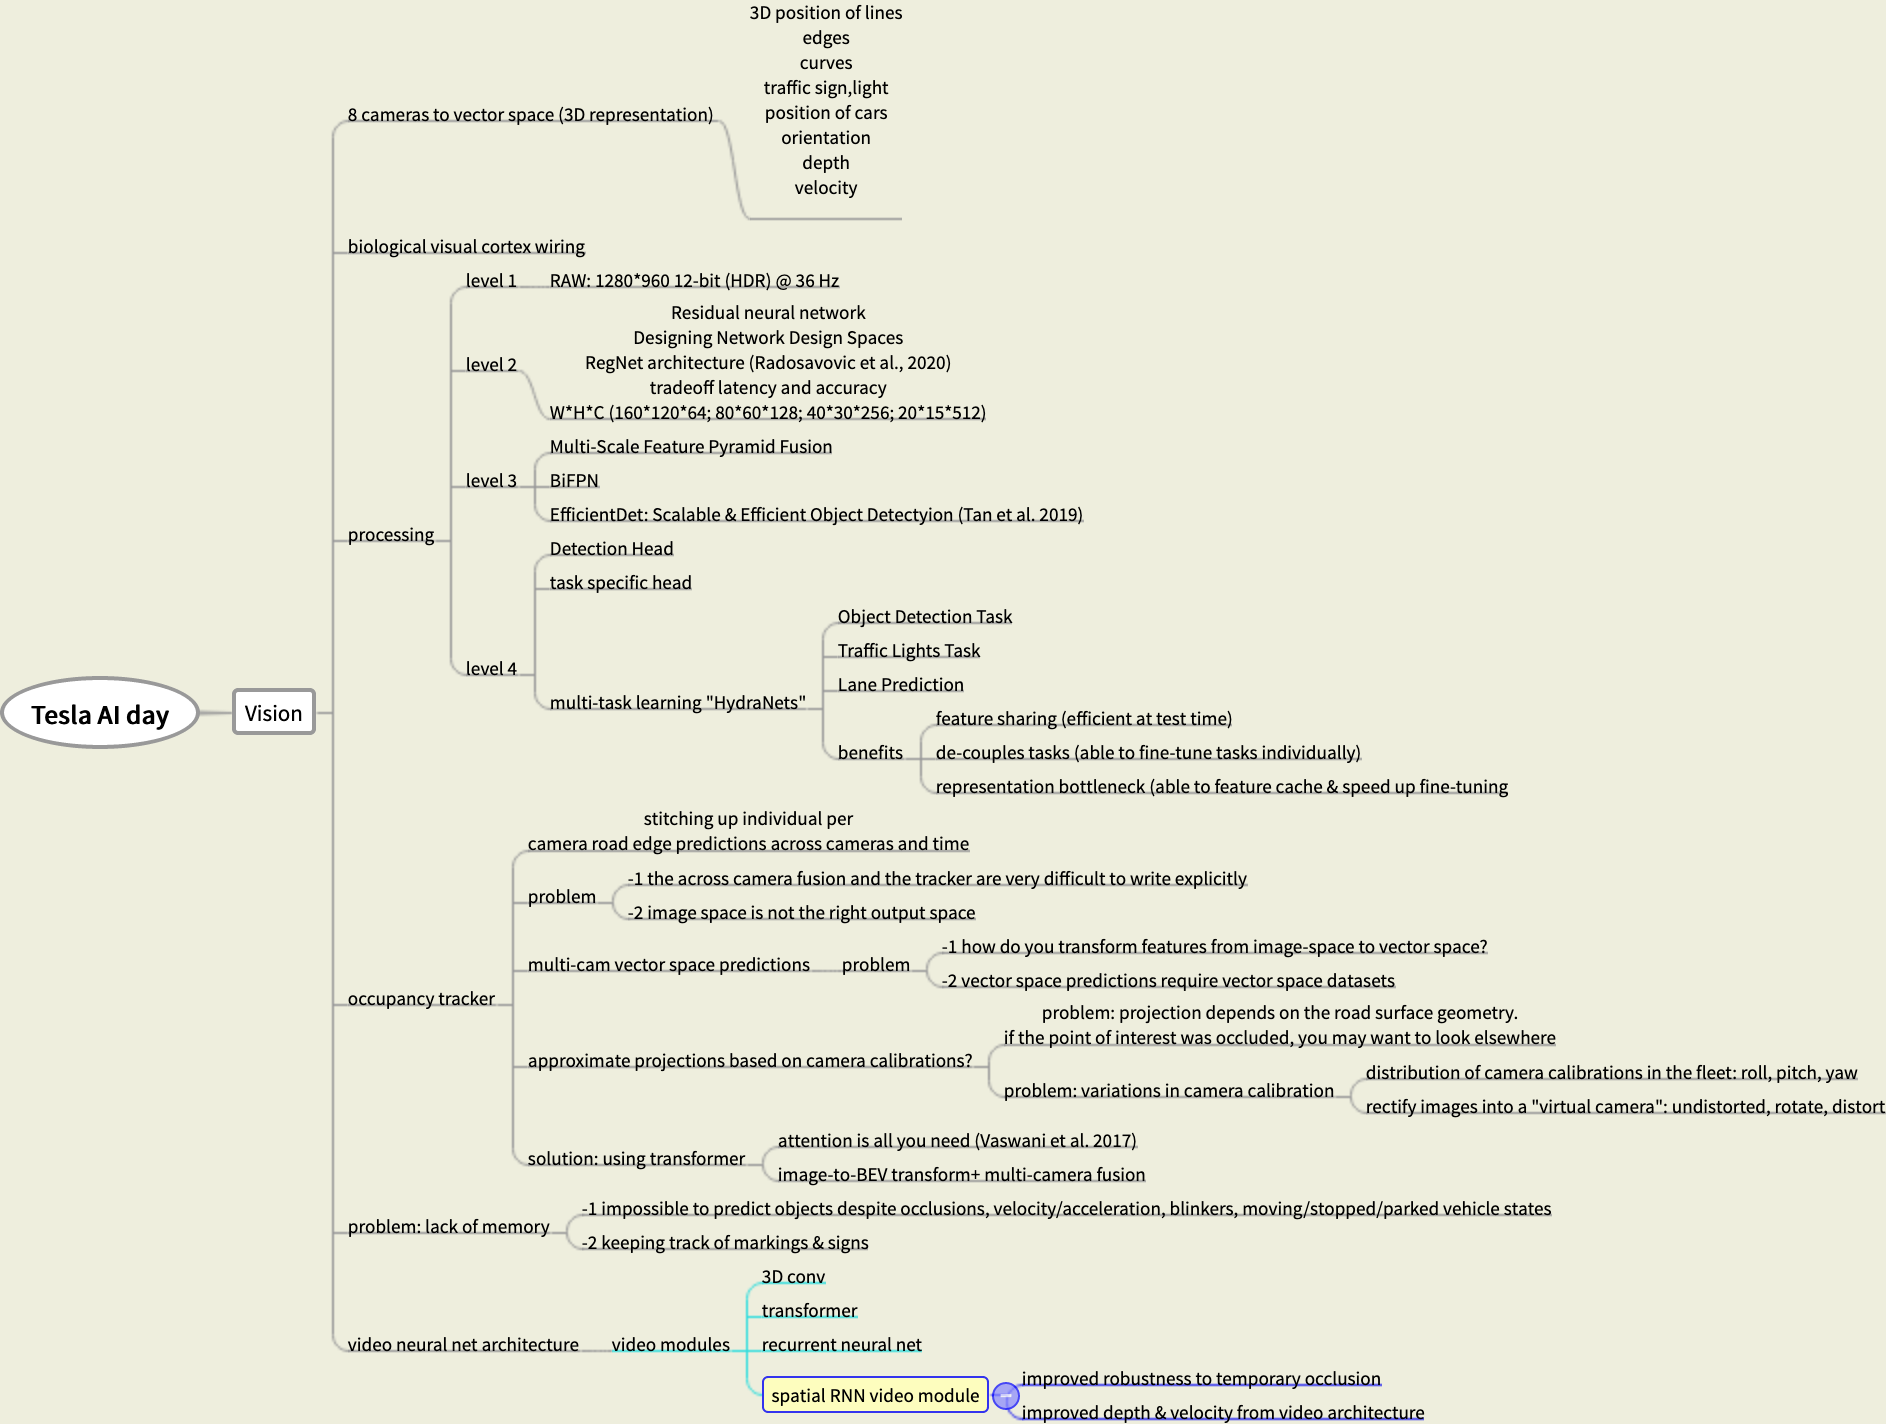 Tesla AI day
Vision
8 cameras to vector space (3D representation)
3D position of lines
edges
curves
traffic sign,light
position of cars
orientation
depth
velocity
biological visual cortex wiring
processing
level 1
RAW: 1280*960 12-bit (HDR) @ 36 Hz
level 2
Residual neural network
Designing Network Design Spaces
RegNet architecture (Radosavovic et al., 2020)
tradeoff latency and accuracy
W*H*C (160*120*64; 80*60*128; 40*30*256; 20*15*512)
level 3
Multi-Scale Feature Pyramid Fusion
BiFPN
EfficientDet: Scalable & Efficient Object Detectyion (Tan et al. 2019)
level 4
Detection Head
task specific head
multi-task learning "HydraNets"
Object Detection Task
Traffic Lights Task
Lane Prediction
benefits
feature sharing (efficient at test time)
de-couples tasks (able to fine-tune tasks individually)
representation bottleneck (able to feature cache & speed up fine-tuning
occupancy tracker
stitching up individual per
camera road edge predictions across cameras and time
problem
-1 the across camera fusion and the tracker are very difficult to write explicitly
-2 image space is not the right output space
multi-cam vector space predictions
problem
-1 how do you transform features from image-space to vector space?
-2 vector space predictions require vector space datasets
approximate projections based on camera calibrations?
problem: projection depends on the road surface geometry.
if the point of interest was occluded, you may want to look elsewhere
problem: variations in camera calibration
distribution of camera calibrations in the fleet: roll, pitch, yaw
rectify images into a "virtual camera": undistorted, rotate, distort
solution: using transformer
attention is all you need (Vaswani et al. 2017)
image-to-BEV transform+ multi-camera fusion
problem: lack of memory
-1 impossible to predict objects despite occlusions, velocity/acceleration, blinkers, moving/stopped/parked vehicle states
-2 keeping track of markings & signs
video neural net architecture
video modules
3D conv
transformer
recurrent neural net
spatial RNN video module
improved robustness to temporary occlusion
improved depth & velocity from video architecture